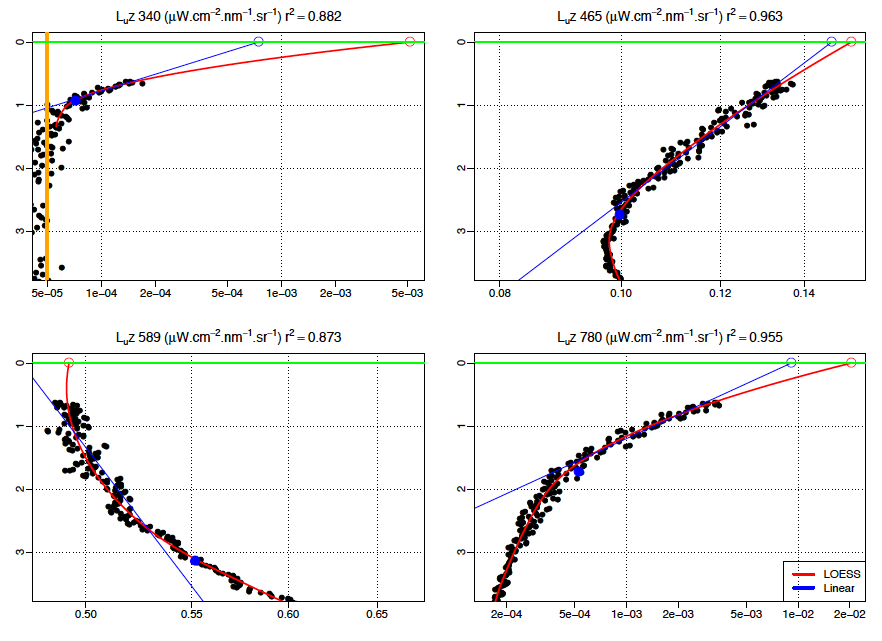 L_uz 340 (µW.cm⁻².nm⁻¹.sr⁻¹) r² = 0.882
0
1
2
3
5e−05 1e−04 2e−04 5e−04 1e−03 2e−03 5e−03
L_uz 465 (µW.cm⁻².nm⁻¹.sr⁻¹) r² = 0.963
0
1
2
3
0.08 0.10 0.12 0.14
L_uz 589 (µW.cm⁻².nm⁻¹.sr⁻¹) r² = 0.873
0
1
2
3
0.50 0.55 0.60 0.65
L_uz 780 (µW.cm⁻².nm⁻¹.sr⁻¹) r² = 0.955
0
1
2
3
LOESS
Linear
2e−04 5e−04 1e−03 2e−03 5e−03 1e−02 2e−02